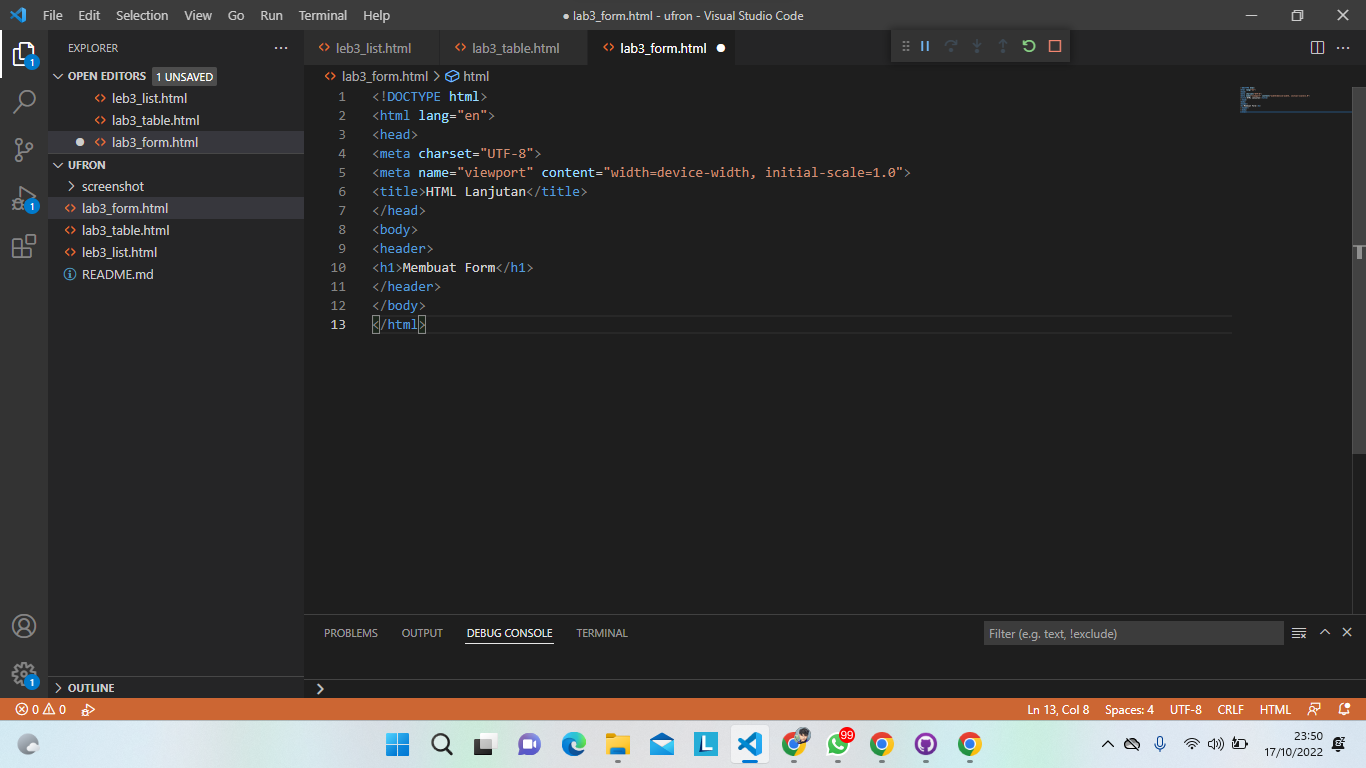 File Edit Selection View Go Run Terminal Help
● lab3_form.html - ufron - Visual Studio Code
EXPLORER
OPEN EDITORS 1 UNSAVED
leb3_list.html
lab3_table.html
lab3_form.html
UFRON
screenshot
lab3_form.html
lab3_table.html
leb3_list.html
README.md
OUTLINE
1
1
1
leb3_list.html lab3_table.html lab3_form.html
lab3_form.html > html
1 <!DOCTYPE html>
2 <html lang="en">
3 <head>
4 <meta charset="UTF-8">
5 <meta name="viewport" content="width=device-width, initial-scale=1.0">
6 <title>HTML Lanjutan</title>
7 </head>
8 <body>
9 <header>
10 <h1>Membuat Form</h1>
11 </header>
12 </body>
13 </html>
PROBLEMS OUTPUT DEBUG CONSOLE TERMINAL
Filter (e.g. text, !exclude)
0 0
Ln 13, Col 8 Spaces: 4 UTF-8 CRLF HTML
L
99
23:50
17/10/2022